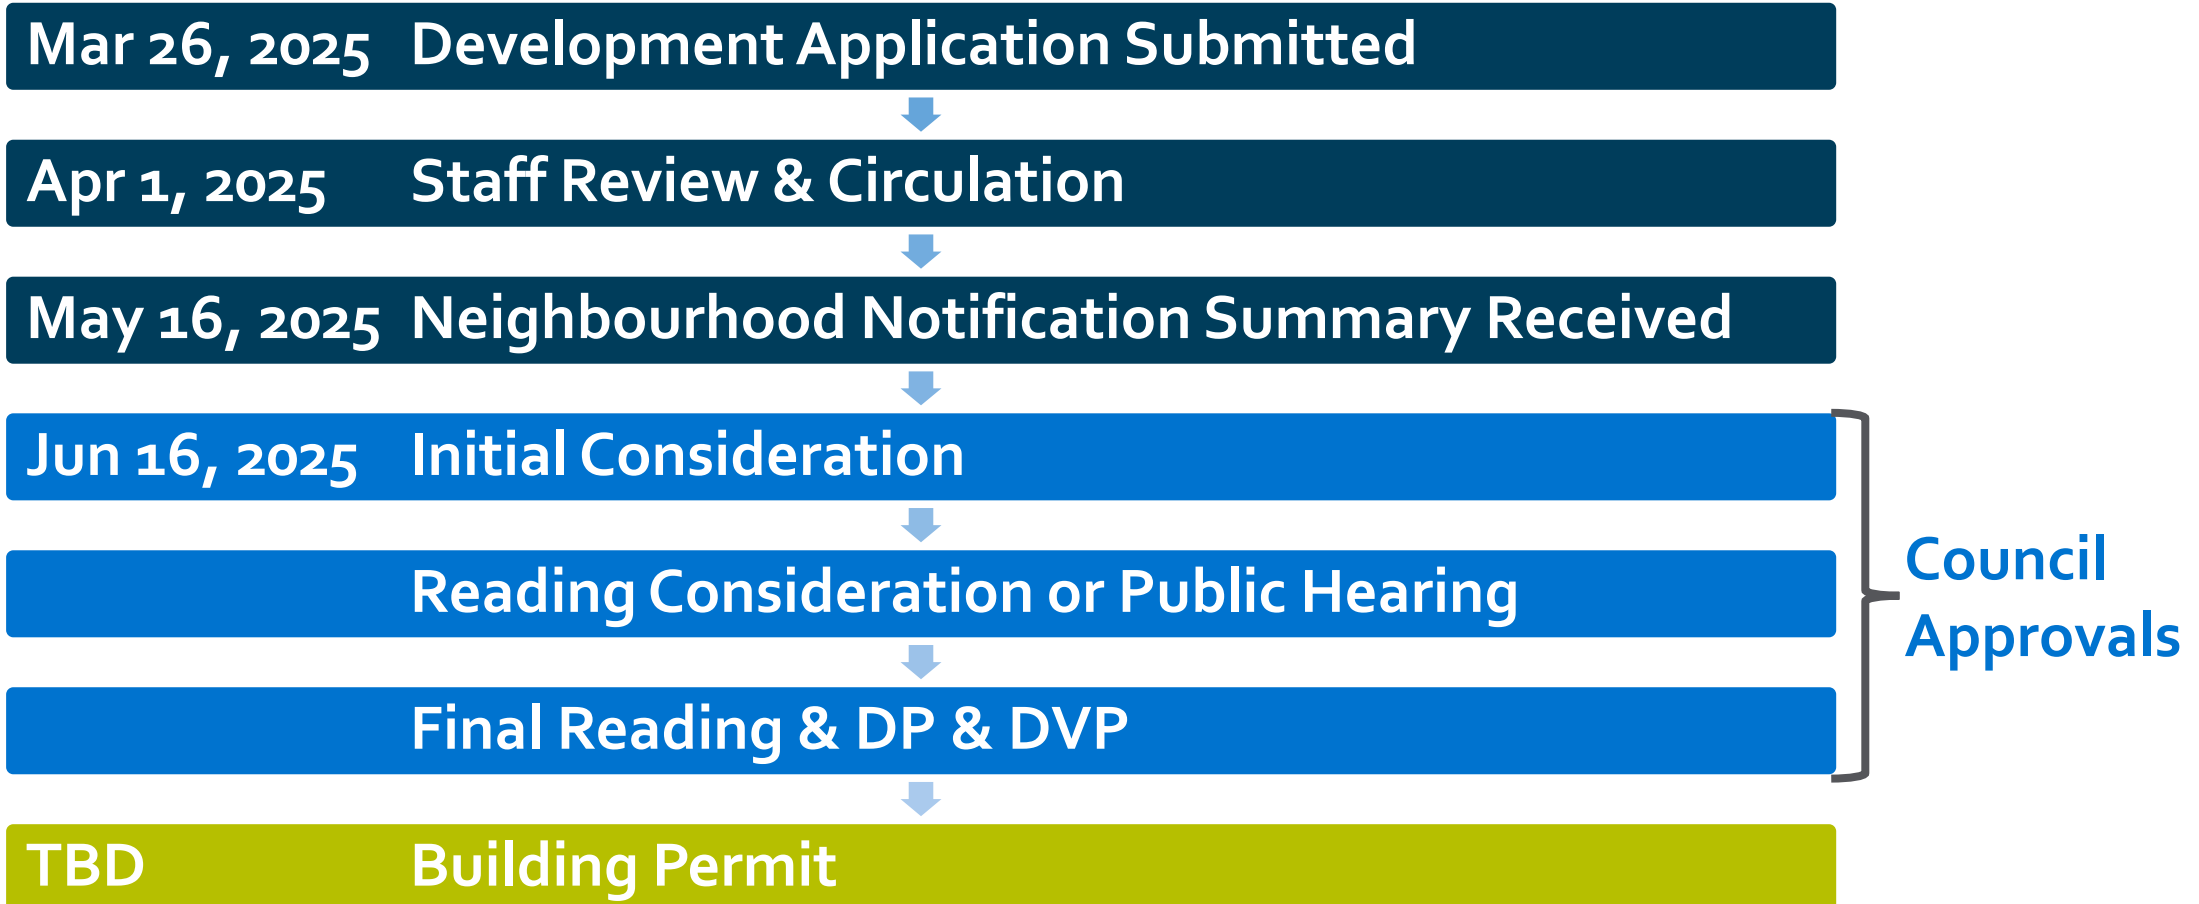 Mar 26, 2025 Development Application Submitted
Apr 1, 2025 Staff Review & Circulation
May 16, 2025 Neighbourhood Notification Summary Received
Jun 16, 2025 Initial Consideration
Reading Consideration or Public Hearing
Final Reading & DP & DVP
TBD Building Permit
Council
Approvals